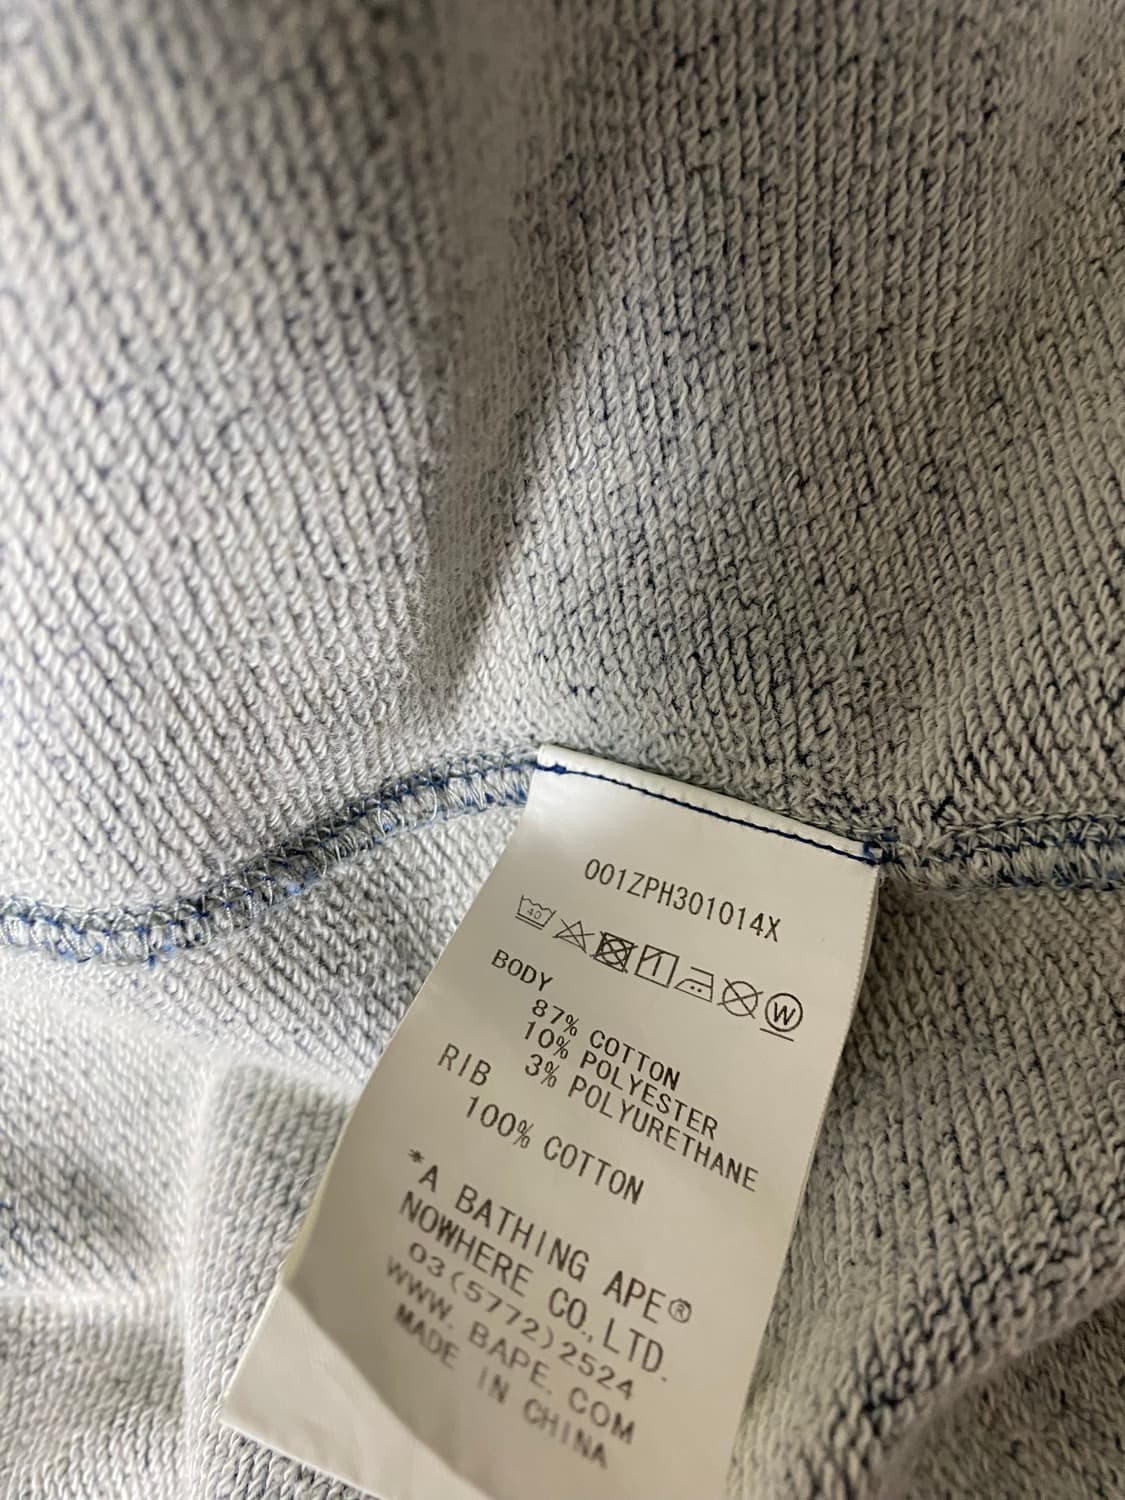 001ZPH301014X
40
W
BODY
87% COTTON
10% POLYESTER
3% POLYURETHANE
RIB
100% COTTON
*A BATHING APE®
NOWHERE CO., LTD.
03(5772)2524
WWW. BAPE. COM
MADE IN CHINA